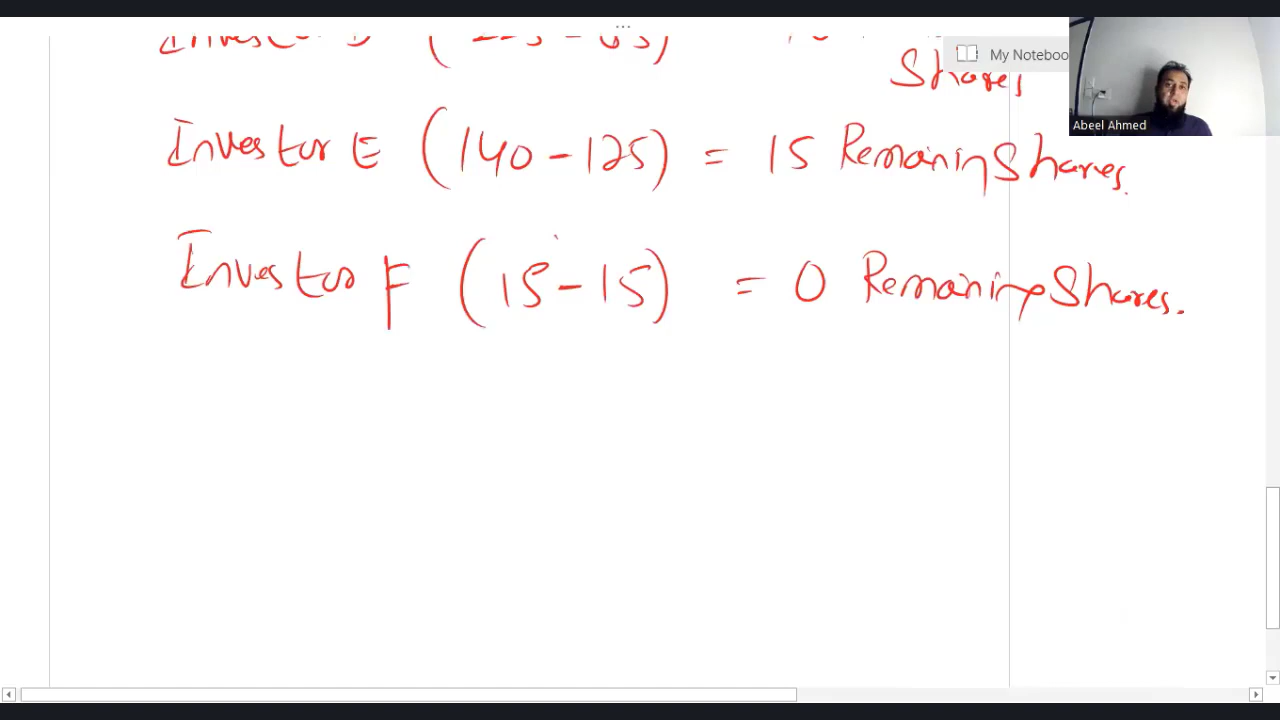 My Noteboo
Shares
Investor E (140 - 125) = 15 Remaining Shares.
Investor F (15 - 15) = 0 Remaining Shares.
Abeel Ahmed